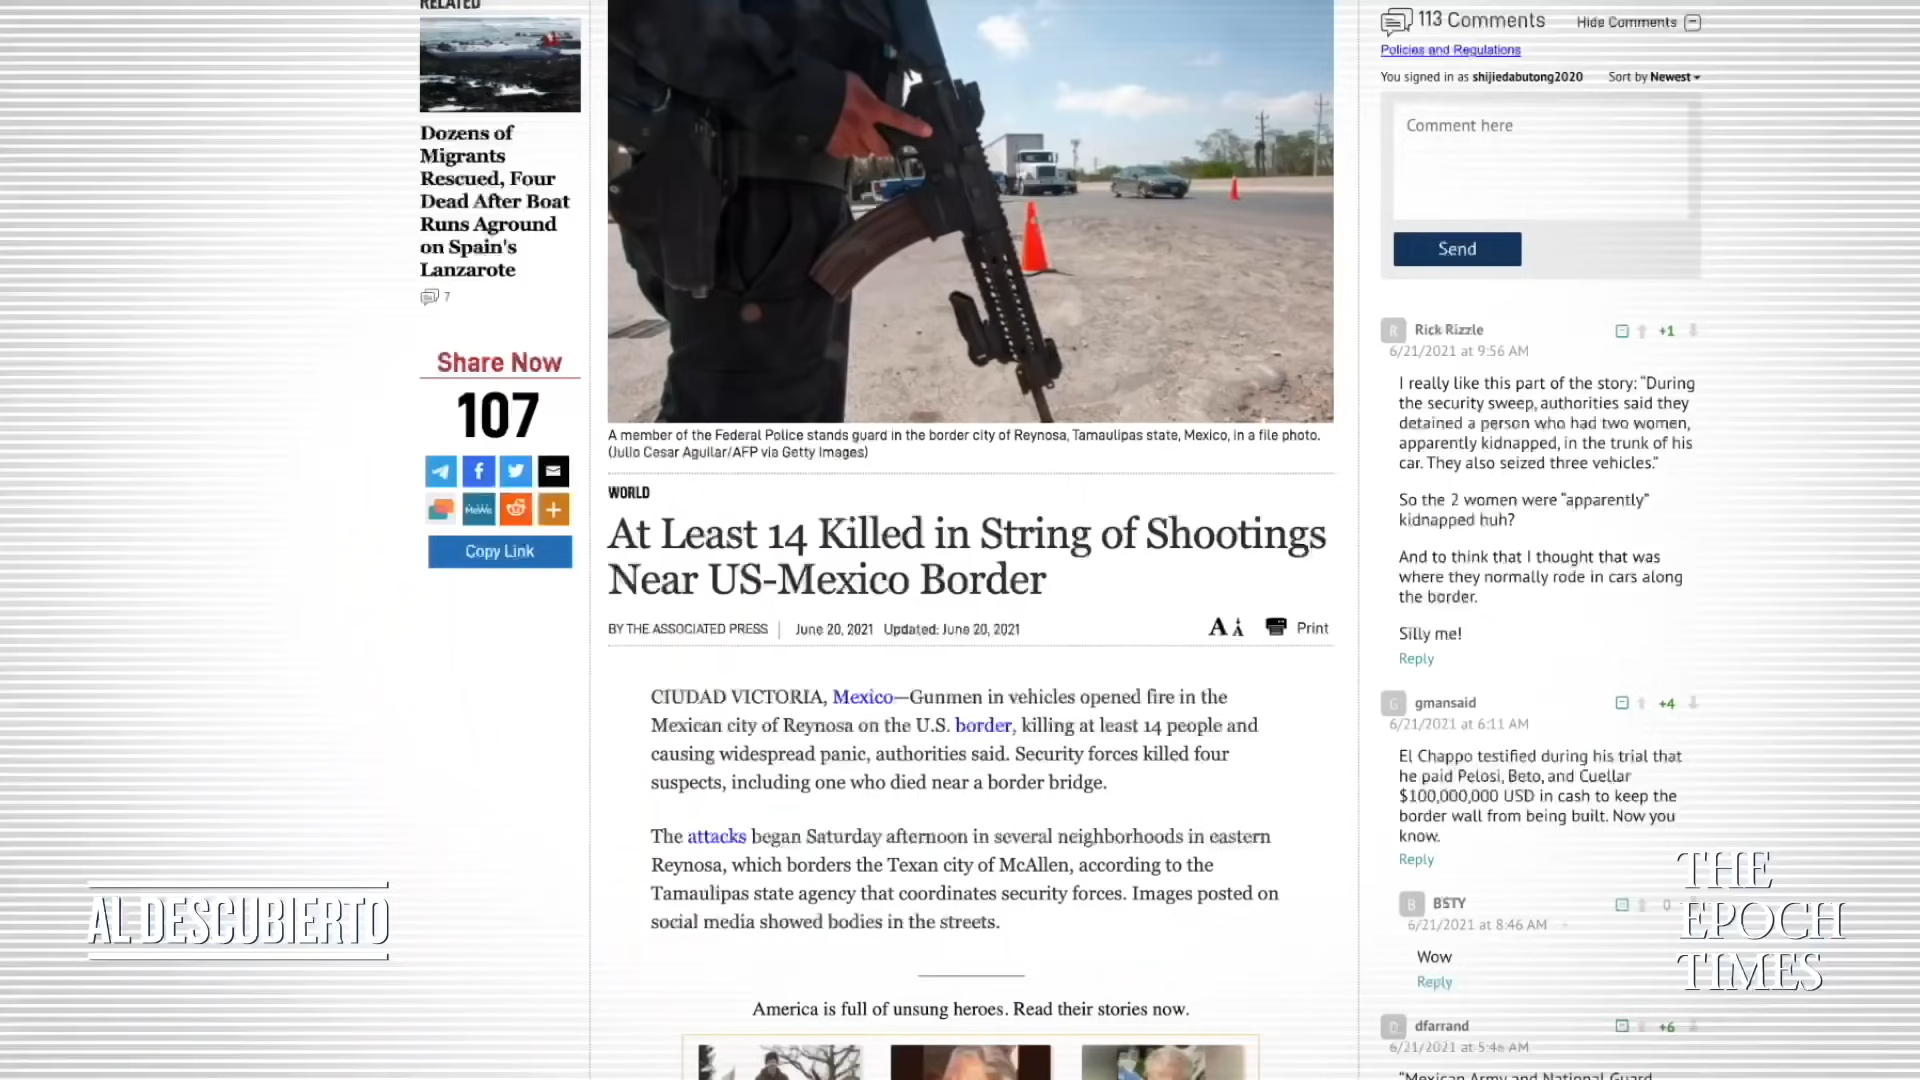 RELATED
Dozens of
Migrants
Rescued, Four
Dead After Boat
Runs Aground
on Spain's
Lanzarote
7
Share Now
107
MeWe
Copy Link
A member of the Federal Police stands guard in the border city of Reynosa, Tamaulipas state, Mexico, in a file photo.
(Julio Cesar Aguilar/AFP via Getty Images)
WORLD
At Least 14 Killed in String of Shootings
Near US-Mexico Border
BY THE ASSOCIATED PRESS June 20, 2021 Updated: June 20, 2021
A A Print
CIUDAD VICTORIA, Mexico—Gunmen in vehicles opened fire in the
Mexican city of Reynosa on the U.S. border, killing at least 14 people and
causing widespread panic, authorities said. Security forces killed four
suspects, including one who died near a border bridge.
The attacks began Saturday afternoon in several neighborhoods in eastern
Reynosa, which borders the Texan city of McAllen, according to the
Tamaulipas state agency that coordinates security forces. Images posted on
social media showed bodies in the streets.
America is full of unsung heroes. Read their stories now.
113 Comments Hide Comments
Policies and Regulations
You signed in as shijiedabutong2020 Sort by Newest
Comment here
Send
R Rick Rizzle +1
6/21/2021 at 9:56 AM
I really like this part of the story: “During
the security sweep, authorities said they
detained a person who had two women,
apparently kidnapped, in the trunk of his
car. They also seized three vehicles.”
So the 2 women were “apparently”
kidnapped huh?
And to think that I thought that was
where they normally rode in cars along
the border.
Silly me!
Reply
G gmansaid +4
6/21/2021 at 6:11 AM
El Chappo testified during his trial that
he paid Pelosi, Beto, and Cuellar
$100,000,000 USD in cash to keep the
border wall from being built. Now you
know.
Reply
B BSTY 0
6/21/2021 at 8:46 AM
Wow
Reply
D dfarrand +6
6/21/2021 at 5:46 AM
“Mexican Army and National Guard
AL DESCUBIERTO
THE
EPOCH
TIMES